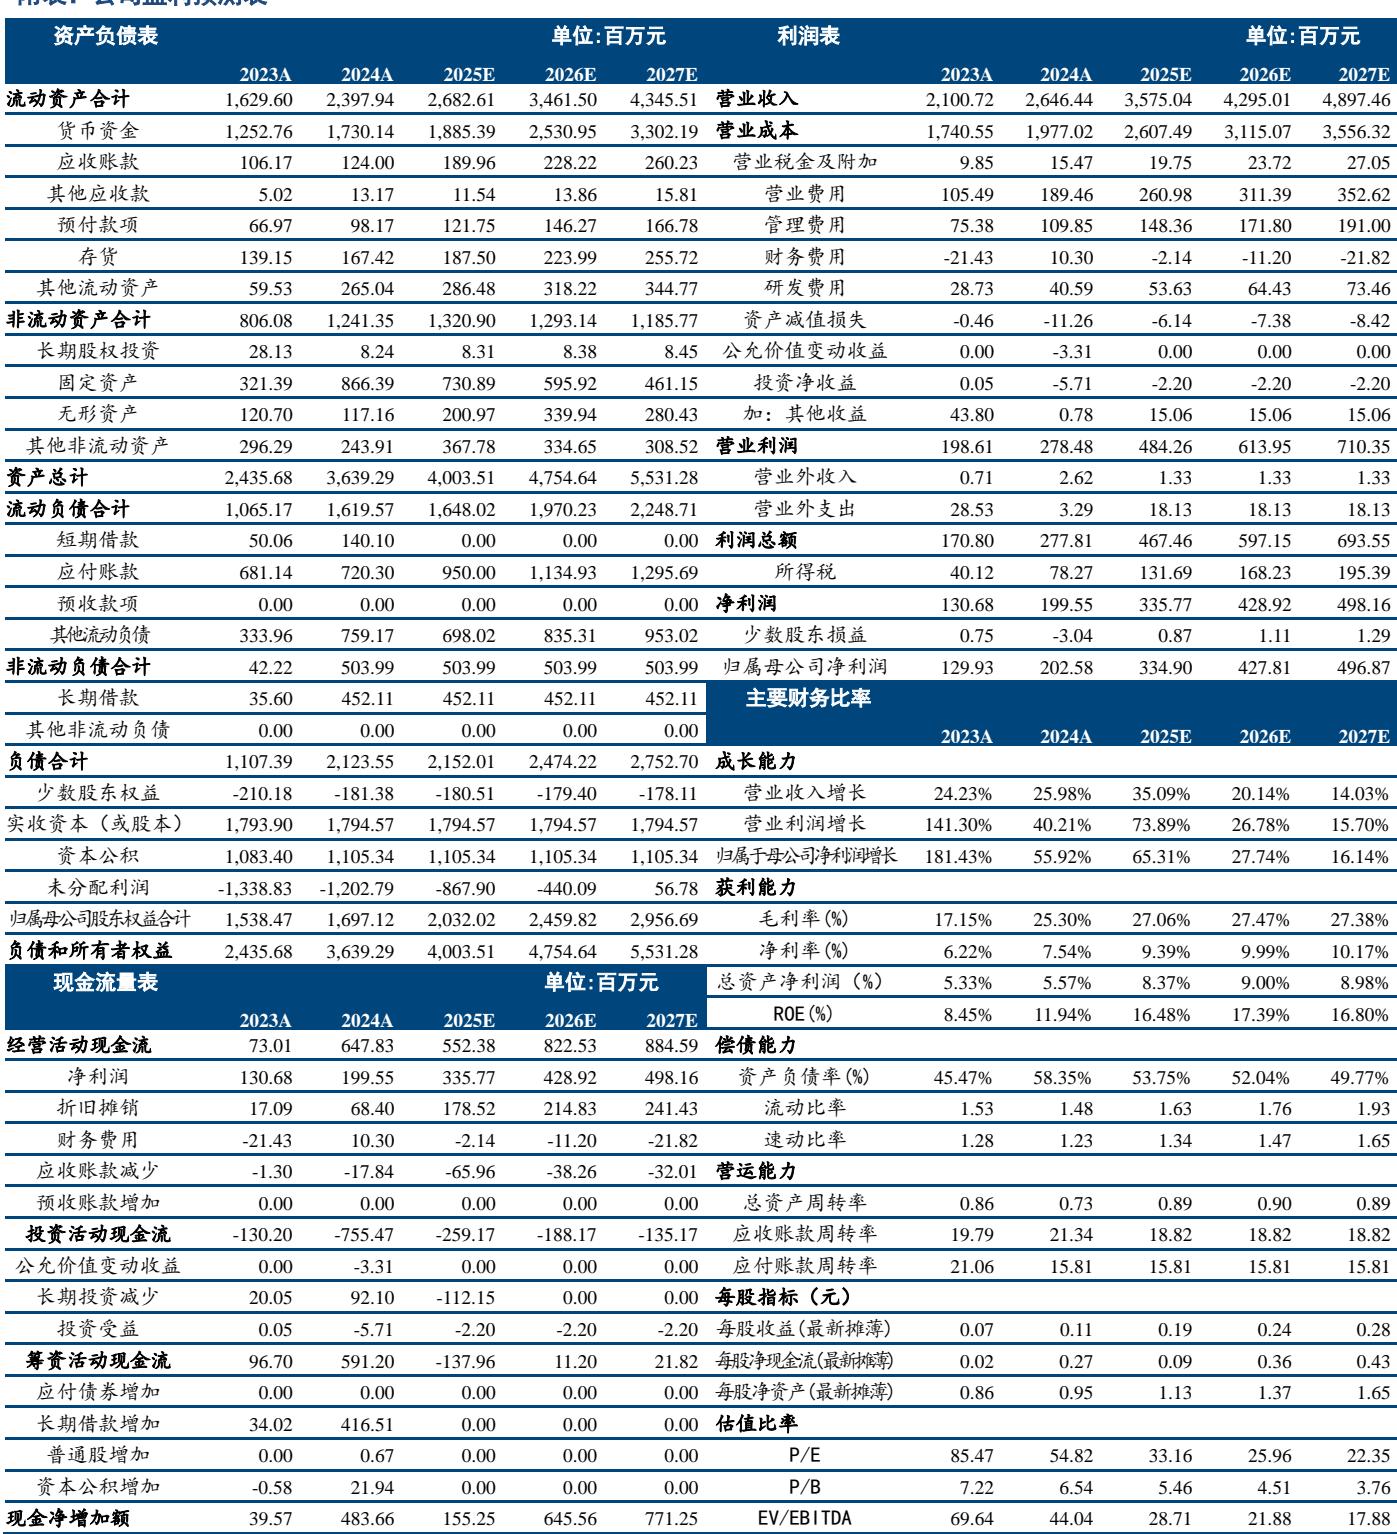 附表：公司盈利预测表
资产负债表 单位:百万元 利润表 单位:百万元
2023A 2024A 2025E 2026E 2027E 2023A 2024A 2025E 2026E 2027E
流动资产合计 1,629.60 2,397.94 2,682.61 3,461.50 4,345.51 营业收入 2,100.72 2,646.44 3,575.04 4,295.01 4,897.46
货币资金 1,252.76 1,730.14 1,885.39 2,530.95 3,302.19 营业成本 1,740.55 1,977.02 2,607.49 3,115.07 3,556.32
应收账款 106.17 124.00 189.96 228.22 260.23 营业税金及附加 9.85 15.47 19.75 23.72 27.05
其他应收款 5.02 13.17 11.54 13.86 15.81 营业费用 105.49 189.46 260.98 311.39 352.62
预付款项 66.97 98.17 121.75 146.27 166.78 管理费用 75.38 109.85 148.36 171.80 191.00
存货 139.15 167.42 187.50 223.99 255.72 财务费用 -21.43 10.30 -2.14 -11.20 -21.82
其他流动资产 59.53 265.04 286.48 318.22 344.77 研发费用 28.73 40.59 53.63 64.43 73.46
非流动资产合计 806.08 1,241.35 1,320.90 1,293.14 1,185.77 资产减值损失 -0.46 -11.26 -6.14 -7.38 -8.42
长期股权投资 28.13 8.24 8.31 8.38 8.45 公允价值变动收益 0.00 -3.31 0.00 0.00 0.00
固定资产 321.39 866.39 730.89 595.92 461.15 投资净收益 0.05 -5.71 -2.20 -2.20 -2.20
无形资产 120.70 117.16 200.97 339.94 280.43 加：其他收益 43.80 0.78 15.06 15.06 15.06
其他非流动资产 296.29 243.91 367.78 334.65 308.52 营业利润 198.61 278.48 484.26 613.95 710.35
资产总计 2,435.68 3,639.29 4,003.51 4,754.64 5,531.28 营业外收入 0.71 2.62 1.33 1.33 1.33
流动负债合计 1,065.17 1,619.57 1,648.02 1,970.23 2,248.71 营业外支出 28.53 3.29 18.13 18.13 18.13
短期借款 50.06 140.10 0.00 0.00 0.00 利润总额 170.80 277.81 467.46 597.15 693.55
应付账款 681.14 720.30 950.00 1,134.93 1,295.69 所得税 40.12 78.27 131.69 168.23 195.39
预收款项 0.00 0.00 0.00 0.00 0.00 净利润 130.68 199.55 335.77 428.92 498.16
其他流动负债 333.96 759.17 698.02 835.31 953.02 少数股东损益 0.75 -3.04 0.87 1.11 1.29
非流动负债合计 42.22 503.99 503.99 503.99 503.99 归属母公司净利润 129.93 202.58 334.90 427.81 496.87
长期借款 35.60 452.11 452.11 452.11 452.11 主要财务比率
其他非流动负债 0.00 0.00 0.00 0.00 0.00 2023A 2024A 2025E 2026E 2027E
负债合计 1,107.39 2,123.55 2,152.01 2,474.22 2,752.70 成长能力
少数股东权益 -210.18 -181.38 -180.51 -179.40 -178.11 营业收入增长 24.23% 25.98% 35.09% 20.14% 14.03%
实收资本（或股本） 1,793.90 1,794.57 1,794.57 1,794.57 1,794.57 营业利润增长 141.30% 40.21% 73.89% 26.78% 15.70%
资本公积 1,083.40 1,105.34 1,105.34 1,105.34 1,105.34 归属于母公司净利润增长 181.43% 55.92% 65.31% 27.74% 16.14%
未分配利润 -1,338.83 -1,202.79 -867.90 -440.09 56.78 获利能力
归属母公司股东权益合计 1,538.47 1,697.12 2,032.02 2,459.82 2,956.69 毛利率(%) 17.15% 25.30% 27.06% 27.47% 27.38%
负债和所有者权益 2,435.68 3,639.29 4,003.51 4,754.64 5,531.28 净利率(%) 6.22% 7.54% 9.39% 9.99% 10.17%
现金流量表 单位:百万元 总资产净利润（%） 5.33% 5.57% 8.37% 9.00% 8.98%
2023A 2024A 2025E 2026E 2027E ROE(%) 8.45% 11.94% 16.48% 17.39% 16.80%
经营活动现金流 73.01 647.83 552.38 822.53 884.59 偿债能力
净利润 130.68 199.55 335.77 428.92 498.16 资产负债率(%) 45.47% 58.35% 53.75% 52.04% 49.77%
折旧摊销 17.09 68.40 178.52 214.83 241.43 流动比率 1.53 1.48 1.63 1.76 1.93
财务费用 -21.43 10.30 -2.14 -11.20 -21.82 速动比率 1.28 1.23 1.34 1.47 1.65
应收账款减少 -1.30 -17.84 -65.96 -38.26 -32.01 营运能力
预收账款增加 0.00 0.00 0.00 0.00 0.00 总资产周转率 0.86 0.73 0.89 0.90 0.89
投资活动现金流 -130.20 -755.47 -259.17 -188.17 -135.17 应收账款周转率 19.79 21.34 18.82 18.82 18.82
公允价值变动收益 0.00 -3.31 0.00 0.00 0.00 应付账款周转率 21.06 15.81 15.81 15.81 15.81
长期投资减少 20.05 92.10 -112.15 0.00 0.00 每股指标（元）
投资受益 0.05 -5.71 -2.20 -2.20 -2.20 每股收益(最新摊薄) 0.07 0.11 0.19 0.24 0.28
筹资活动现金流 96.70 591.20 -137.96 11.20 21.82 每股净现金流(最新摊薄) 0.02 0.27 0.09 0.36 0.43
应付债券增加 0.00 0.00 0.00 0.00 0.00 每股净资产(最新摊薄) 0.86 0.95 1.13 1.37 1.65
长期借款增加 34.02 416.51 0.00 0.00 0.00 估值比率
普通股增加 0.00 0.67 0.00 0.00 0.00 P/E 85.47 54.82 33.16 25.96 22.35
资本公积增加 -0.58 21.94 0.00 0.00 0.00 P/B 7.22 6.54 5.46 4.51 3.76
现金净增加额 39.57 483.66 155.25 645.56 771.25 EV/EBITDA 69.64 44.04 28.71 21.88 17.88